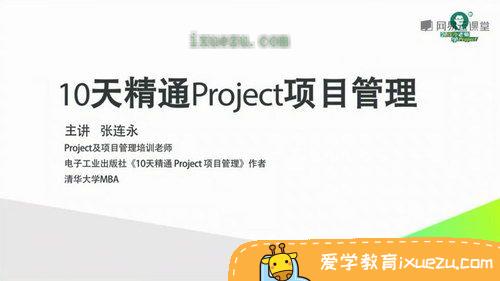 ixuezu.com
网易云课堂
Project
10天精通Project项目管理
主讲 张连永
Project及项目管理培训老师
电子工业出版社《10天精通 Project 项目管理》作者
清华大学MBA
爱学教育ixuezu.com